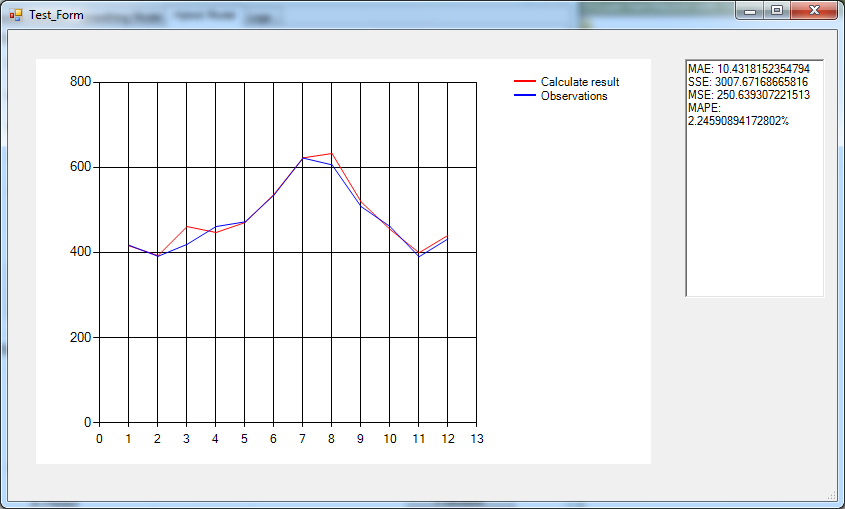 Test_Form
800
600
400
200
0
0 1 2 3 4 5 6 7 8 9 10 11 12 13
Calculate result
Observations
MAE: 10.4318152354794
SSE: 3007.67168665816
MSE: 250.639307221513
MAPE:
2.24590894172802%